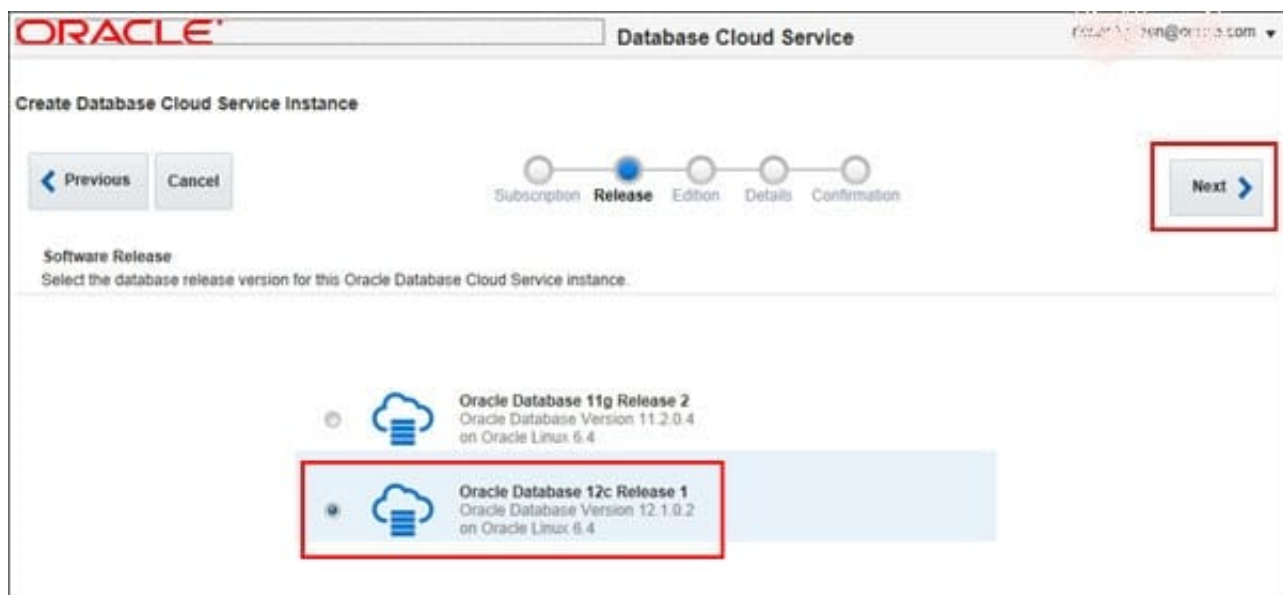 ORACLE
Database Cloud Service
Create Database Cloud Service Instance
Previous
Cancel
Subscription Release Edition Details Confirmation
Next
Software Release
Select the database release version for this Oracle Database Cloud Service instance.
Oracle Database 11g Release 2
Oracle Database Version 11.2.0.4
on Oracle Linux 6.4
Oracle Database 12c Release 1
Oracle Database Version 12.1.0.2
on Oracle Linux 6.4